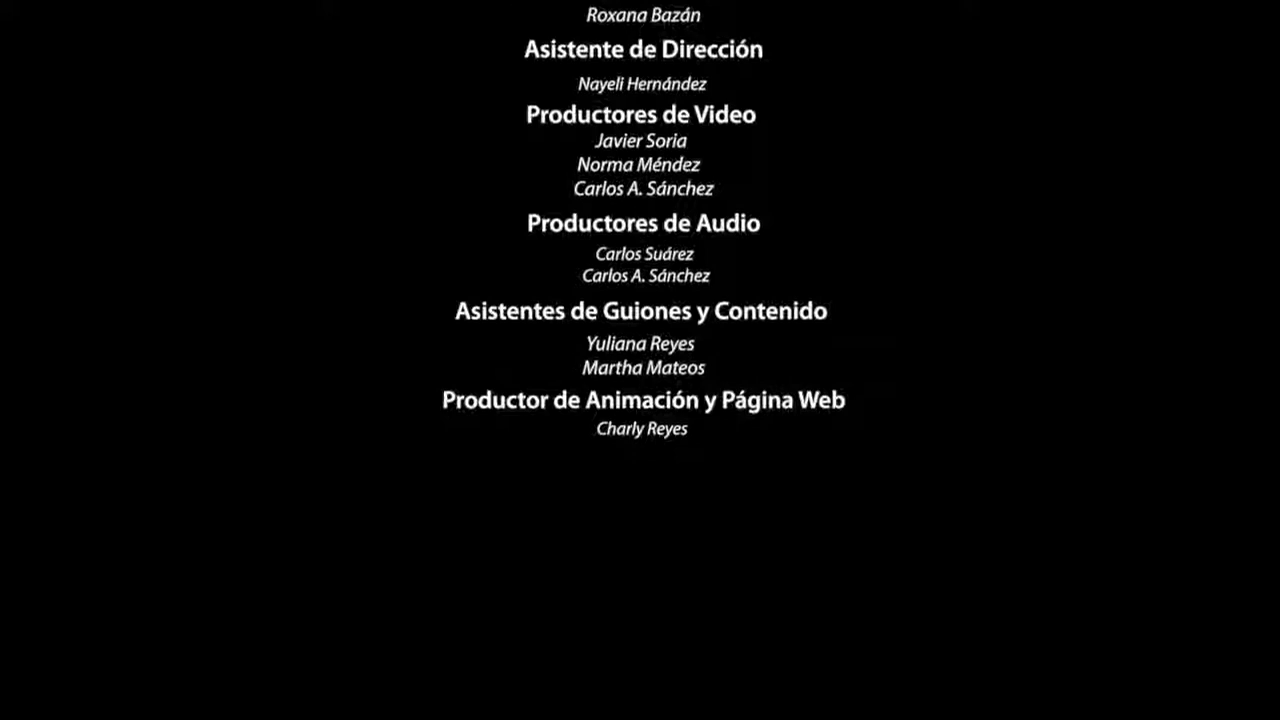 Roxana Bazán
Asistente de Dirección
Nayeli Hernández
Productores de Video
Javier Soria
Norma Méndez
Carlos A. Sánchez
Productores de Audio
Carlos Suárez
Carlos A. Sánchez
Asistentes de Guiones y Contenido
Yuliana Reyes
Martha Mateos
Productor de Animación y Página Web
Charly Reyes